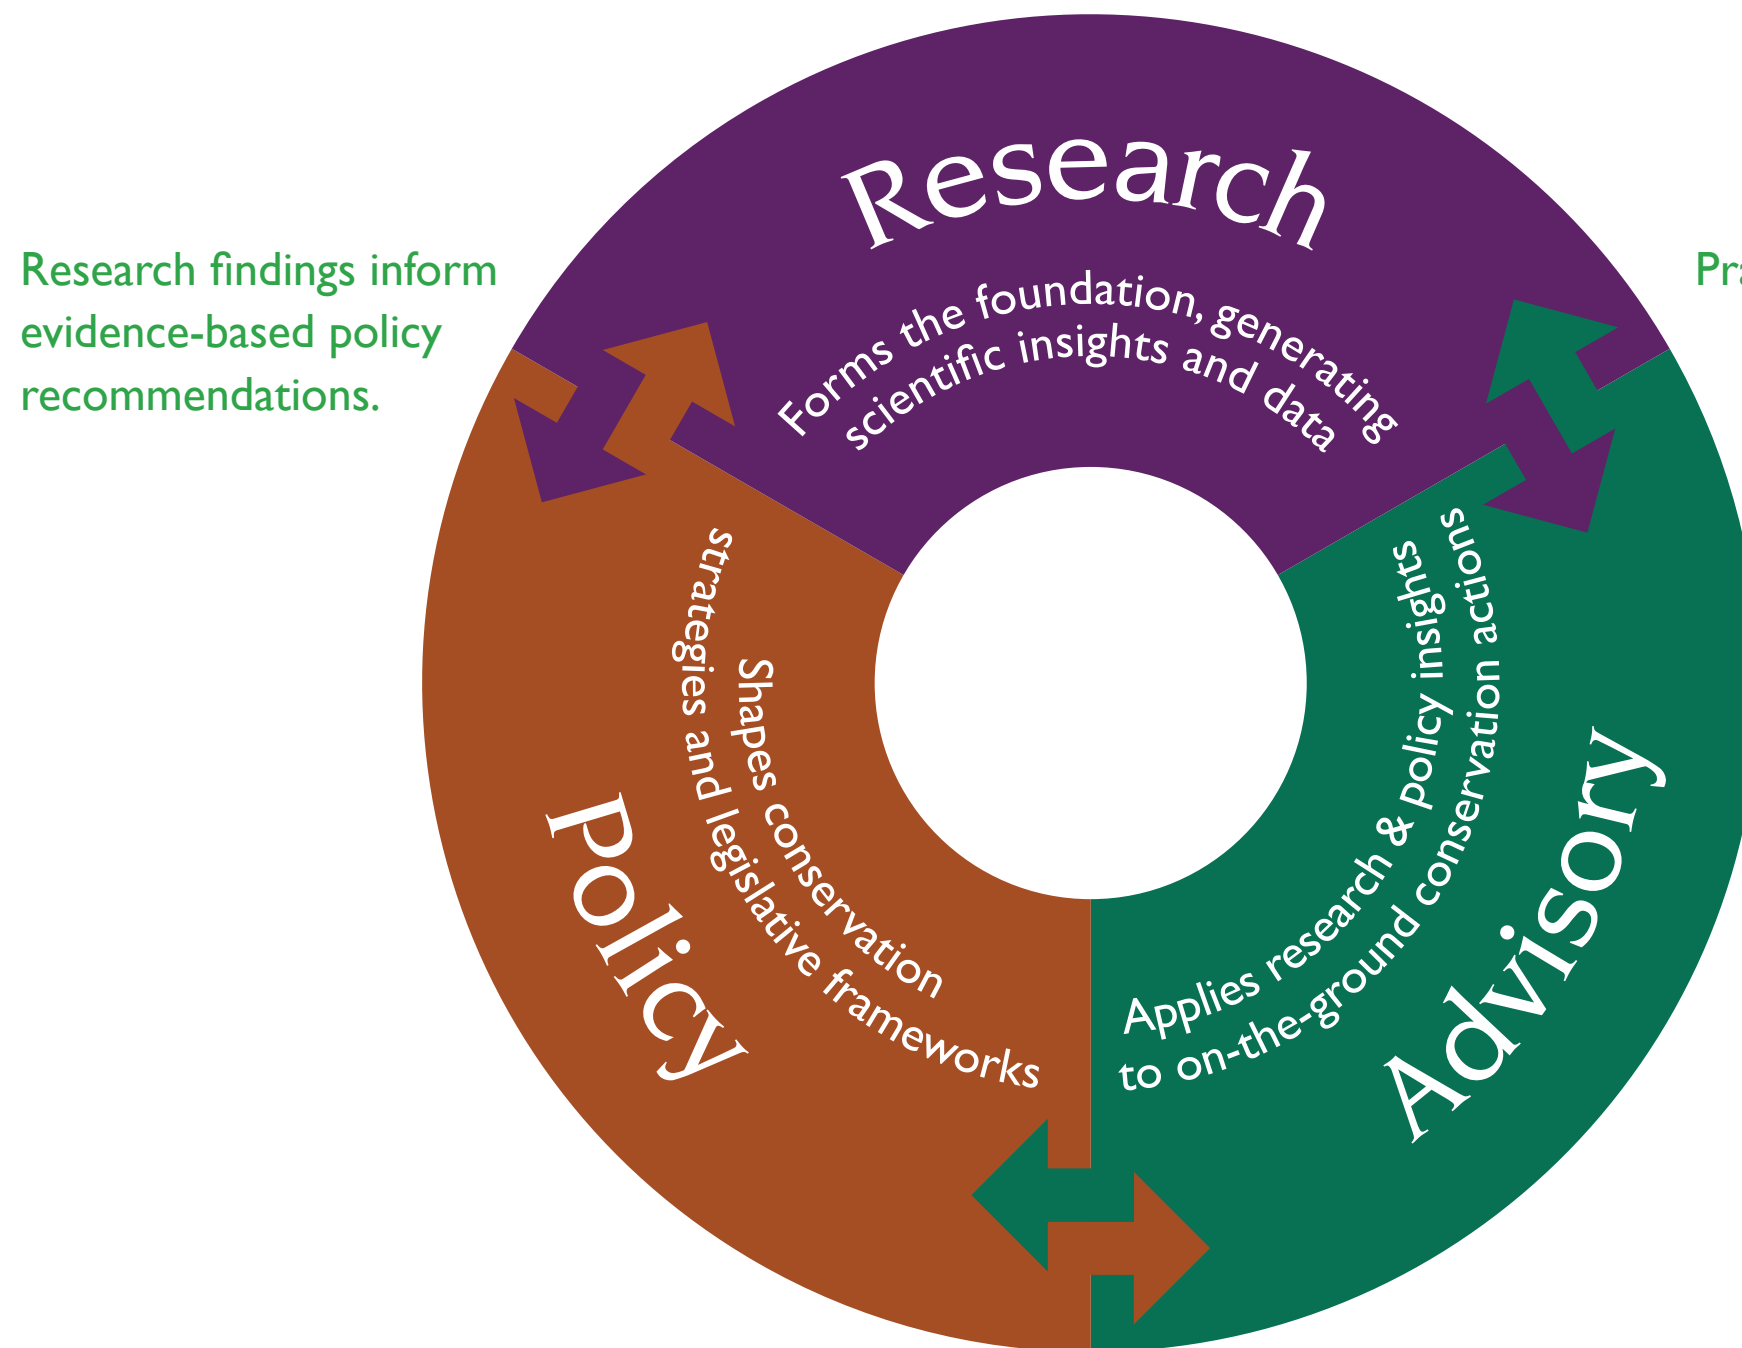 Research
Forms the foundation, generating
scientific insights and data
Research findings inform
evidence-based policy
recommendations.
Policy
Shapes conservation
strategies and legislative frameworks
Advisory
Applies research & policy insights
to on-the-ground conservation actions